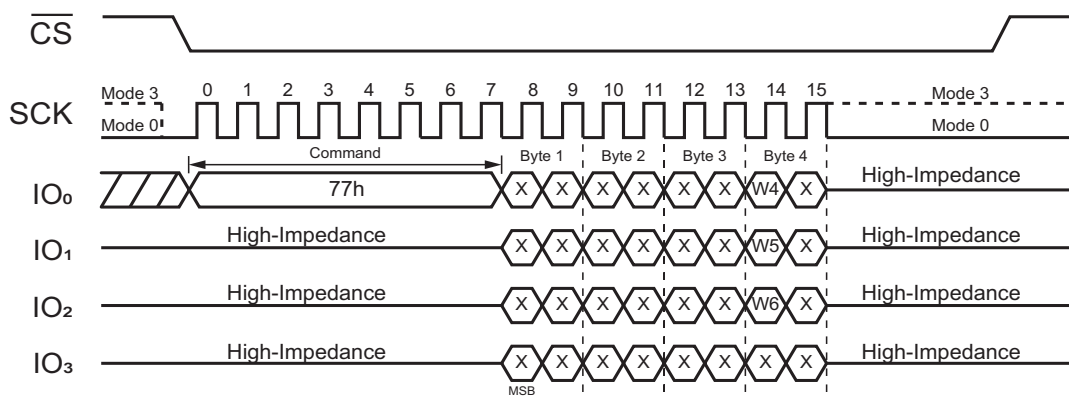 CS
Mode 3 0 1 2 3 4 5 6 7 8 9 10 11 12 13 14 15 Mode 3
SCK
Mode 0 Mode 0
Command Byte 1 Byte 2 Byte 3 Byte 4
IO₀ 77h X X X X X X W4 X High-Impedance
IO₁ High-Impedance X X X X X X W5 X High-Impedance
IO₂ High-Impedance X X X X X X W6 X High-Impedance
IO₃ High-Impedance X X X X X X X X High-Impedance
MSB